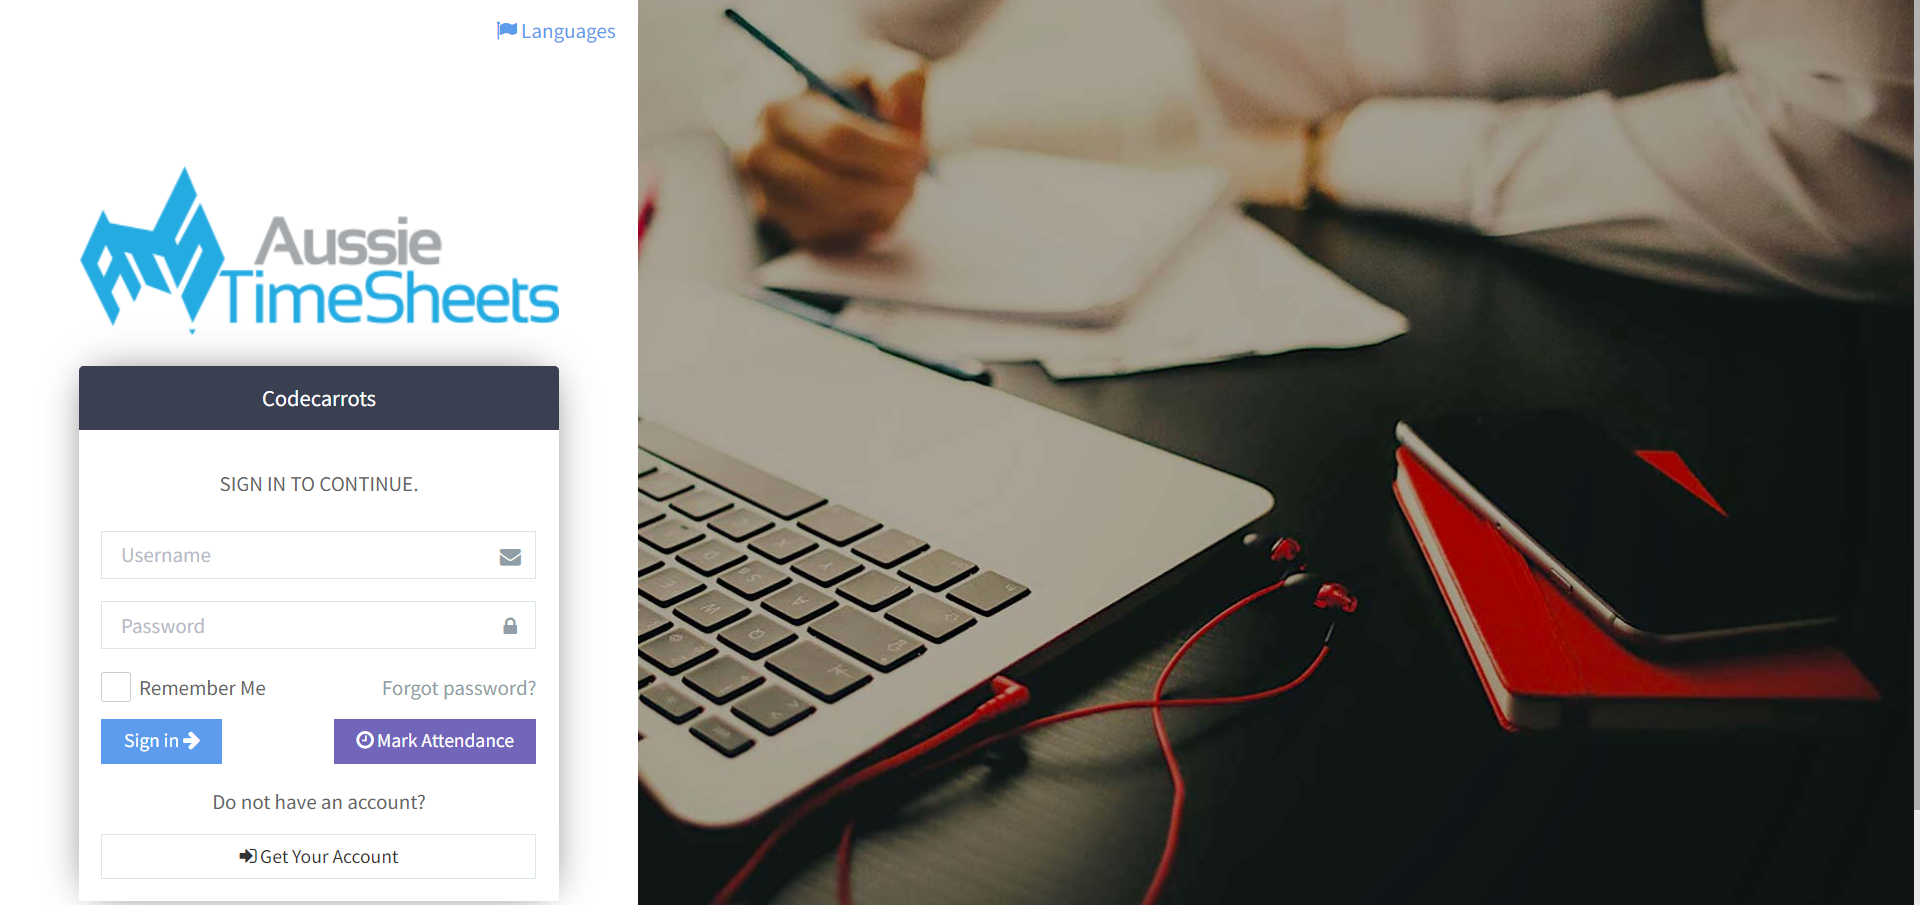 Languages
Aussie
TimeSheets
Codecarrots
SIGN IN TO CONTINUE.
Username
Password
Remember Me
Forgot password?
Sign in
Mark Attendance
Do not have an account?
Get Your Account